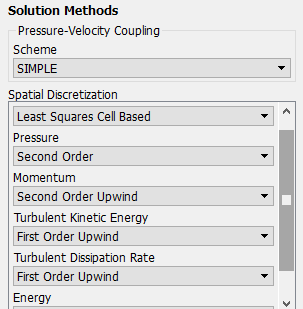 Solution Methods
Pressure-Velocity Coupling
Scheme
SIMPLE
Spatial Discretization
Least Squares Cell Based
Pressure
Second Order
Momentum
Second Order Upwind
Turbulent Kinetic Energy
First Order Upwind
Turbulent Dissipation Rate
First Order Upwind
Energy